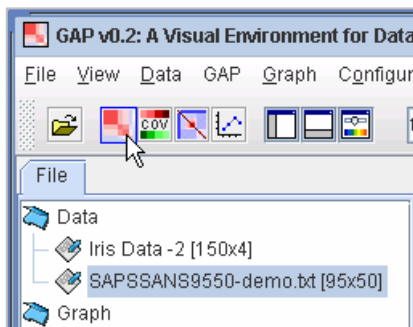 GAP v0.2: A Visual Environment for Data
File View Data GAP Graph Configur
COV
File
Data
Iris Data -2 [150x4]
SAPSSANS9550-demo.txt [95x50]
Graph